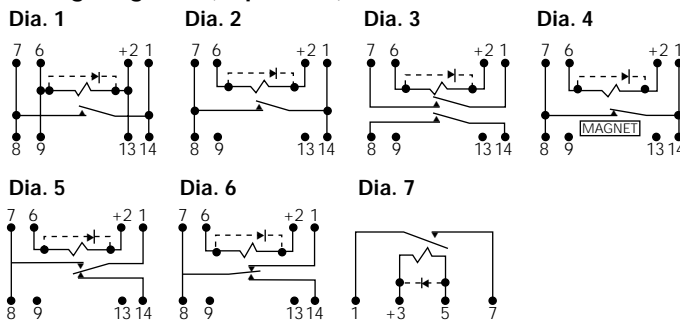 Dia. 1 Dia. 2 Dia. 3 Dia. 4
7 6 +2 1 7 6 +2 1 7 6 +2 1 7 6 +2 1
MAGNET
8 9 13 14 8 9 13 14 8 9 13 14 8 9 13 14
Dia. 5 Dia. 6 Dia. 7
7 6 +2 1 7 6 +2 1
8 9 13 14 8 9 13 14 1 +3 5 7